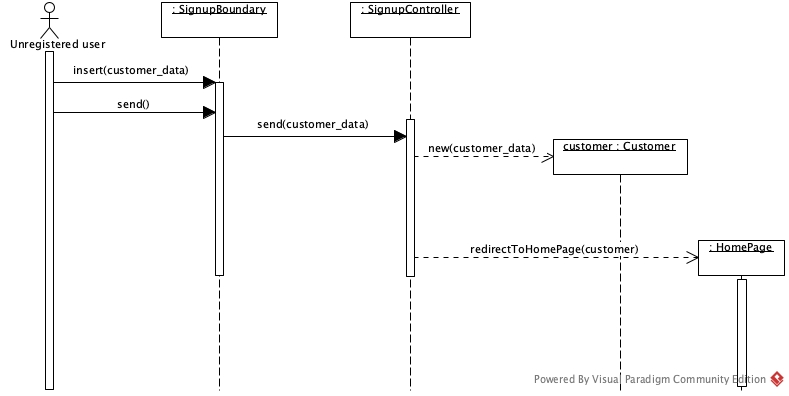 : SignupBoundary
: SignupController
Unregistered user
insert(customer_data)
send()
send(customer_data)
new(customer_data)
customer : Customer
redirectToHomePage(customer)
: HomePage
Powered By Visual Paradigm Community Edition